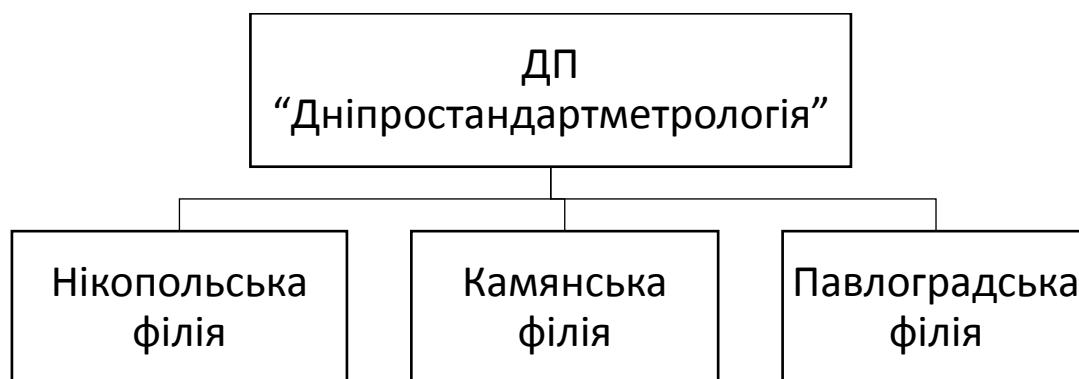 ДП
“Дніпростандартметрологія”
Нікопольська
філія
Камянська
філія
Павлоградська
філія